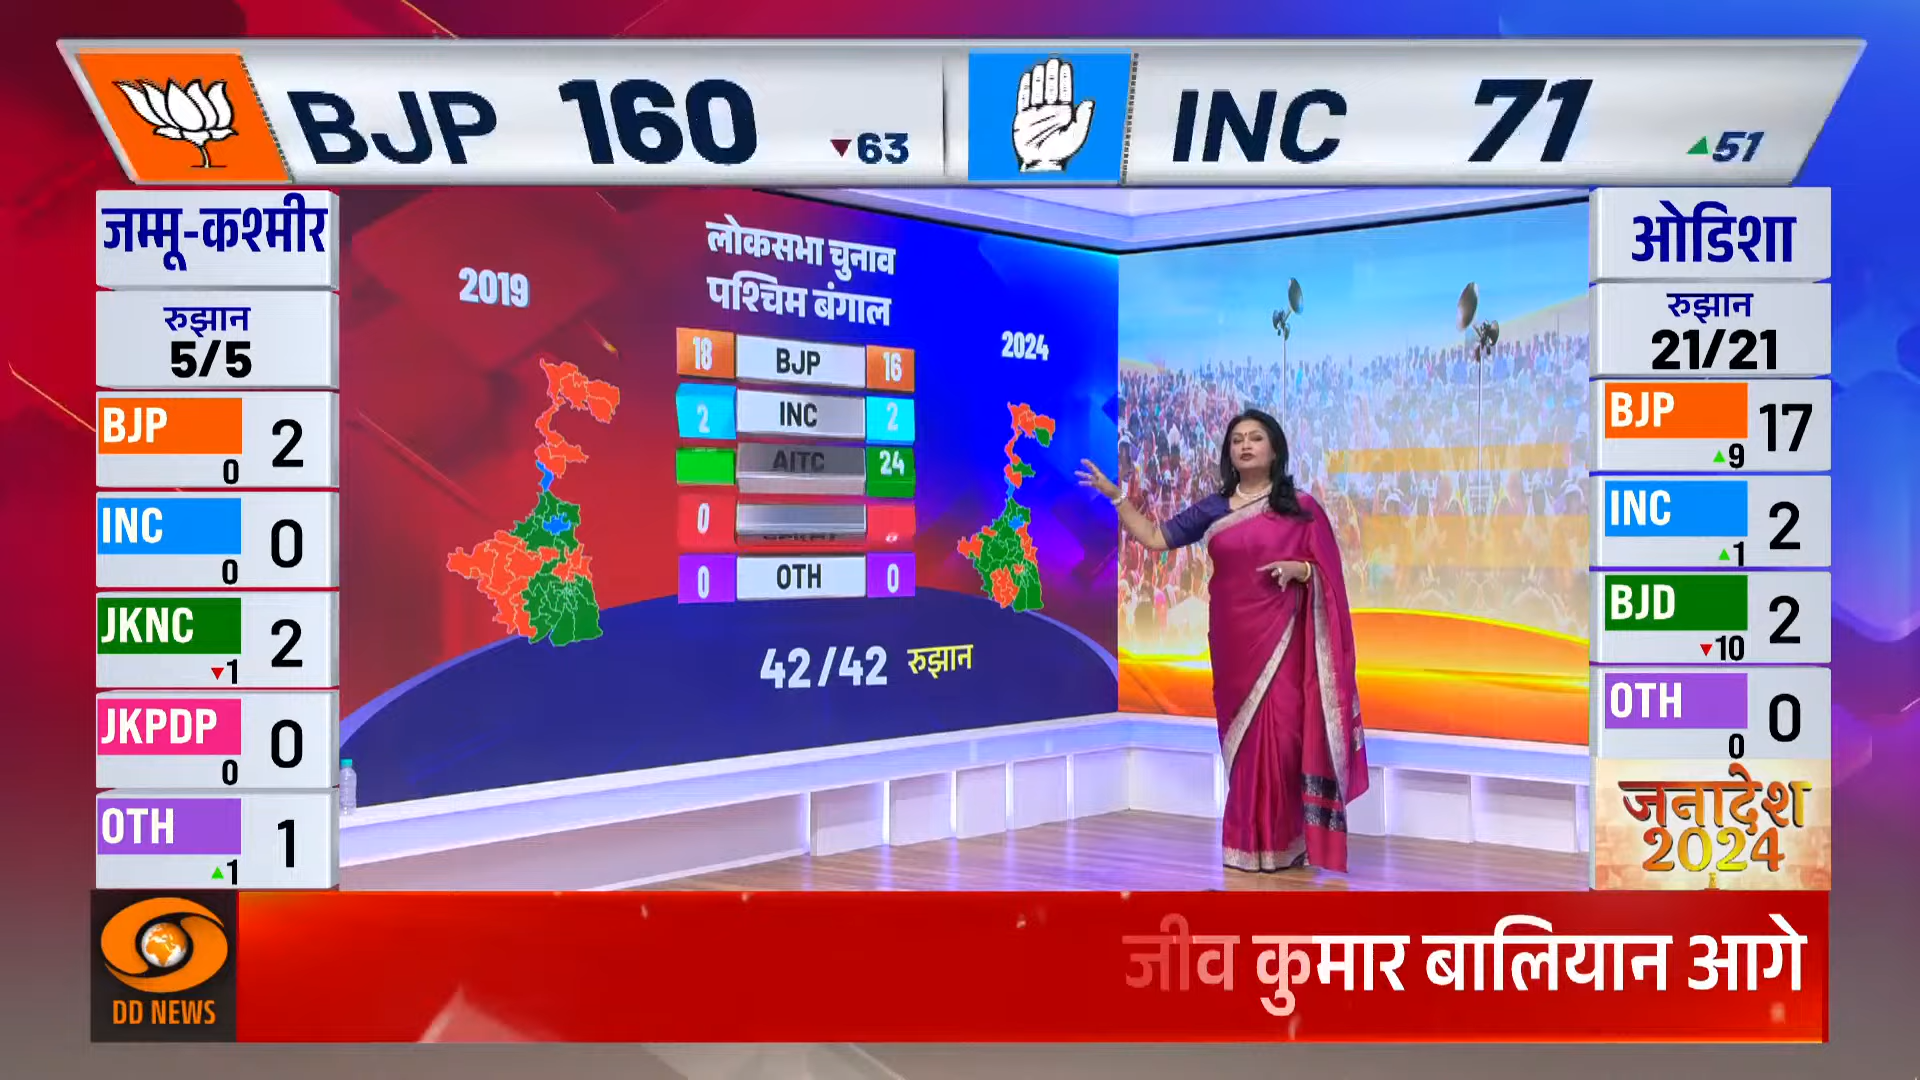 BJP 160 ▼63
INC 71 ▲51
जम्मू-कश्मीर
रुझान
5/5
BJP 2
0
INC 0
0
JKNC 2
▼1
JKPDP 0
0
OTH 1
▲1
लोकसभा चुनाव
पश्चिम बंगाल
2019
2024
18 BJP 16
2 INC 2
AITC 24
0
0 OTH 0
42/42 रुझान
ओडिशा
रुझान
21/21
BJP 17
▲9
INC 2
▲1
BJD 2
▼10
OTH 0
0
जनादेश
2024
DD NEWS
जीव कुमार बालियान आगे